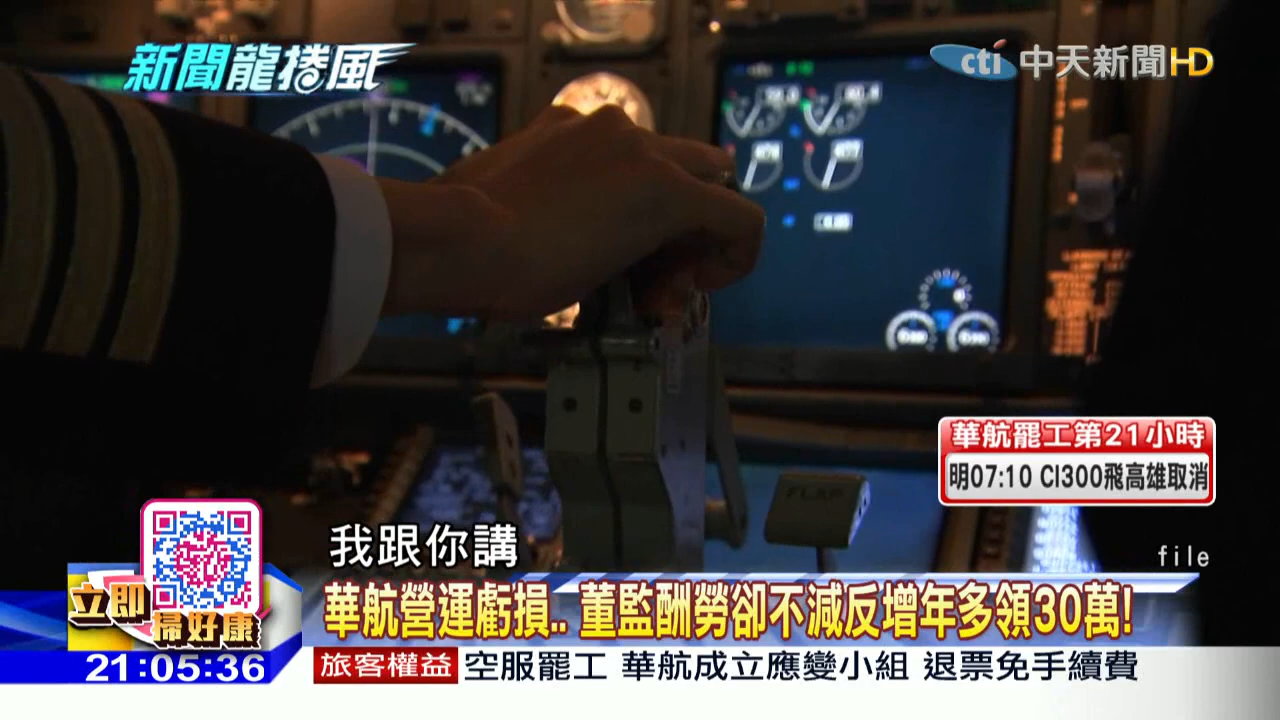 新聞龍捲風
cti 中天新聞HD
華航罷工第21小時
明07:10 CI300飛高雄取消
FLAP
file
我跟你講
華航營運虧損.. 董監酬勞卻不減反增年多領30萬!
立即
掃好康
21:05:36
旅客權益 空服罷工 華航成立應變小組 退票免手續費